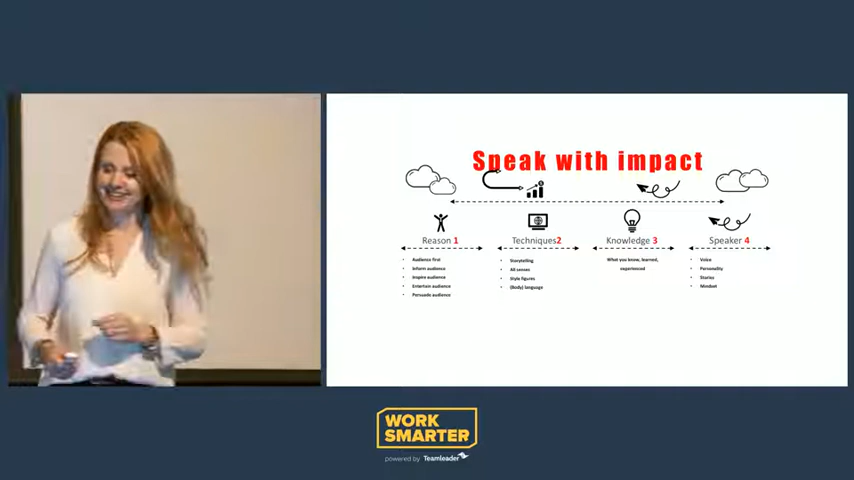 Speak with impact
Reason 1
Audience first
Inform audience
Inspire audience
Entertain audience
Persuade audience
Techniques2
Storytelling
All senses
Style figures
(Body) language
Knowledge 3
What you know, learned,
experienced
Speaker 4
Voice
Personality
Stories
Mindset
WORK
SMARTER
powered by Teamleader